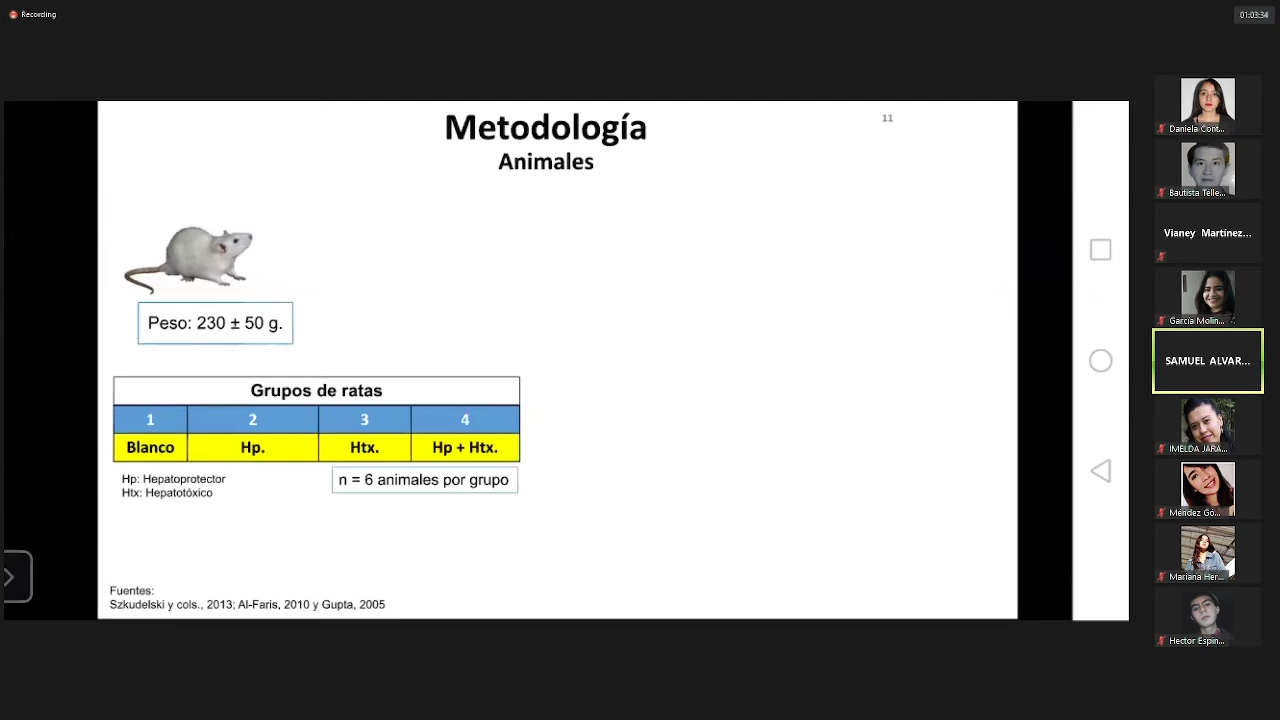 Recording
01:03:34
Metodología
11
Animales
Peso: 230 ± 50 g.
Grupos de ratas
1 2 3 4
Blanco Hp. Htx. Hp + Htx.
Hp: Hepatoprotector
Htx: Hepatotóxico
n = 6 animales por grupo
Fuentes:
Szkudelski y cols., 2013; Al-Faris, 2010 y Gupta, 2005
Daniela Cont...
Bautista Telle...
Vianey Martinez...
Garcia Molin...
SAMUEL ALVAR...
IMELDA JARA...
Mendez Go...
Mariana Her...
Hector Espin...